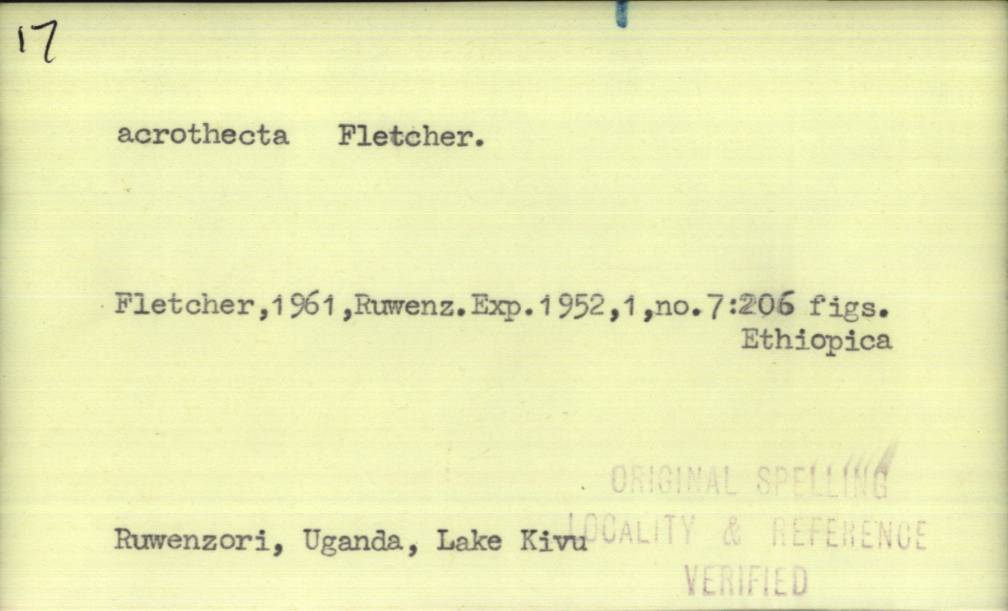 17
acrothecta Fletcher.
Fletcher,1961,Ruwenz.Exp.1952,1,no.7:206 figs.
Ethiopica
ORIGINAL SPELLING
Ruwenzori, Uganda, Lake Kivu
LOCALITY & REFERENCE
VERIFIED